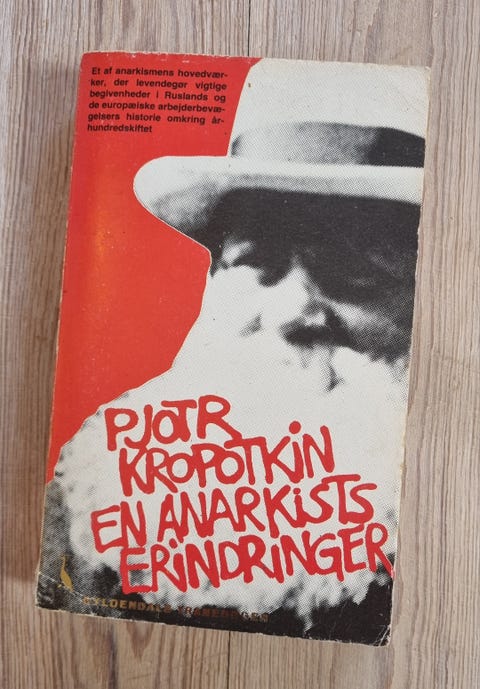 Et af anarkismens hovedvær-
ker, der levendegør vigtige
begivenheder i Ruslands og
de europæiske arbejderbevæ-
gelsers historie omkring år-
hundredskiftet
PJOTR
KROPOTKIN
EN ANARKISTS
ERINDRINGER
GYLDENDALS TRANEBØGER